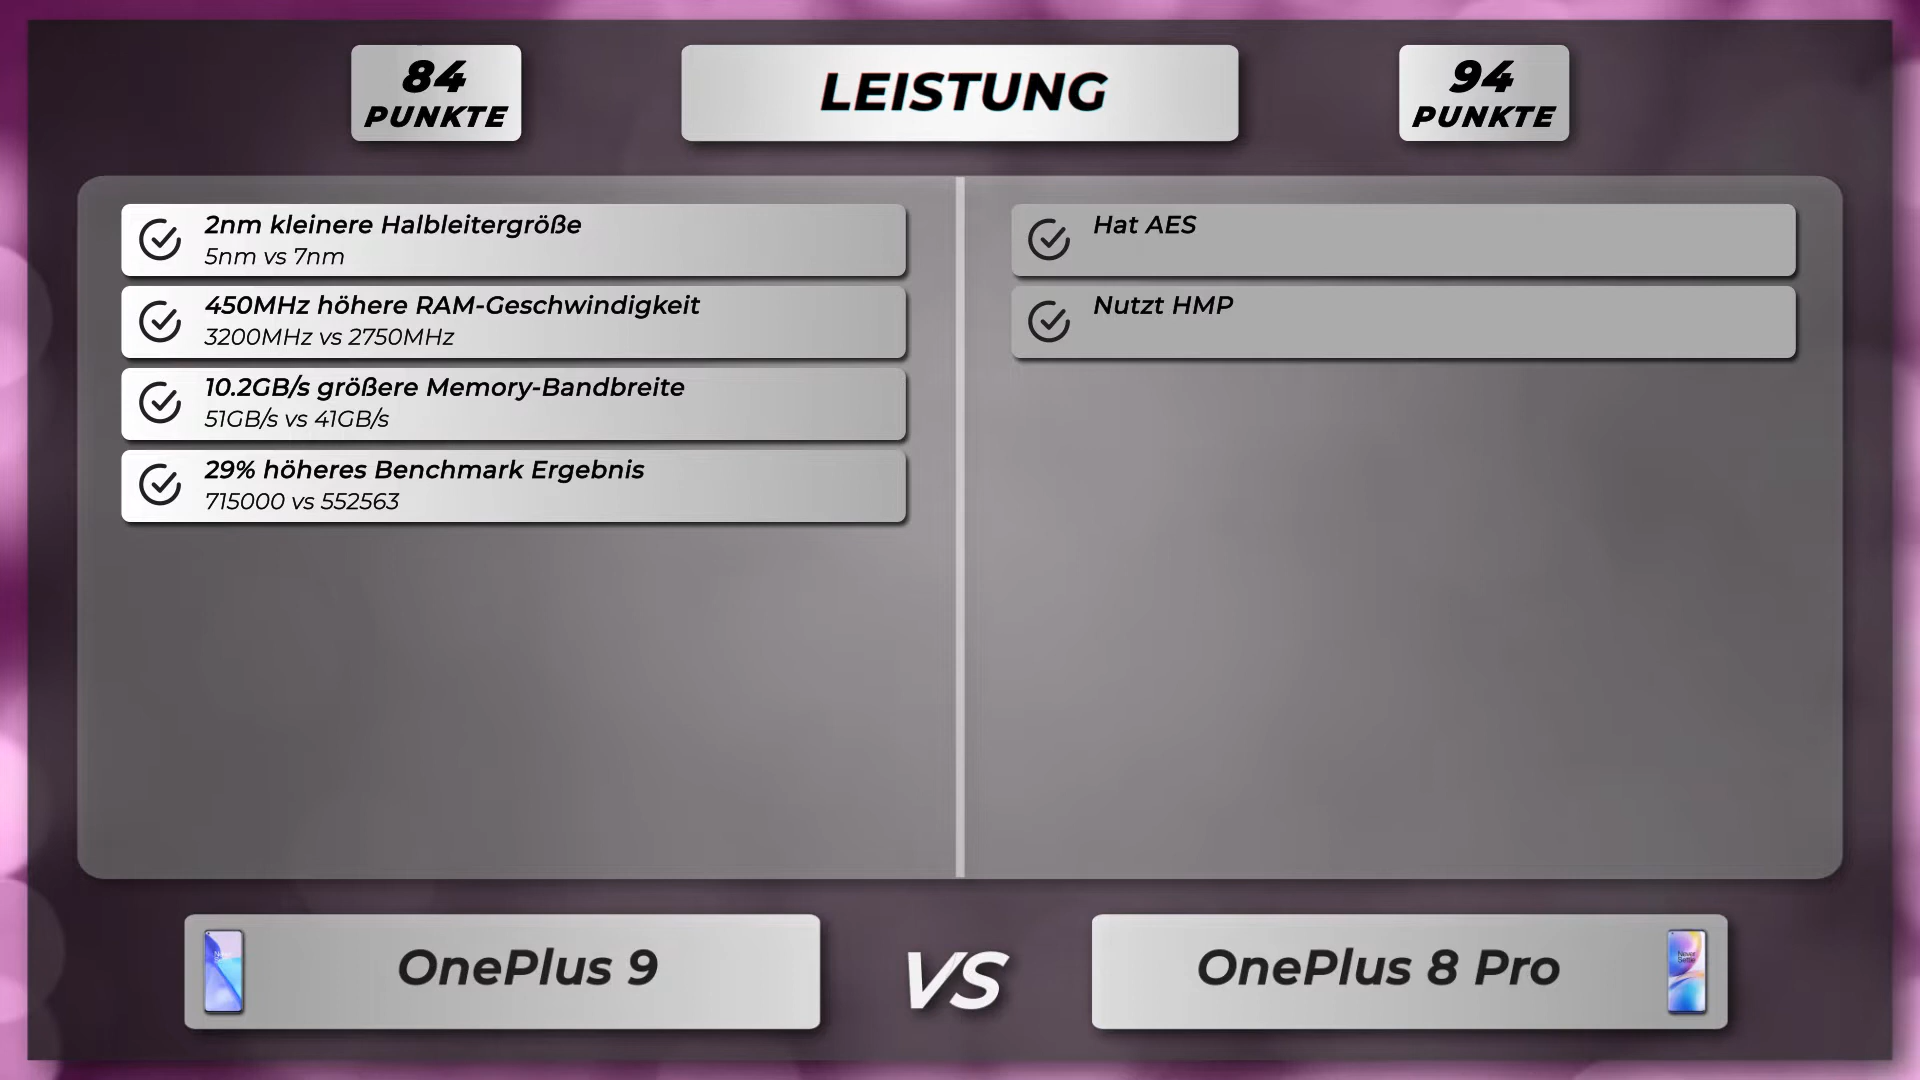 84
PUNKTE
LEISTUNG
94
PUNKTE
2nm kleinere Halbleitergröße
5nm vs 7nm
450MHz höhere RAM-Geschwindigkeit
3200MHz vs 2750MHz
10.2GB/s größere Memory-Bandbreite
51GB/s vs 41GB/s
29% höheres Benchmark Ergebnis
715000 vs 552563
Hat AES
Nutzt HMP
OnePlus 9
VS
OnePlus 8 Pro
Never
Settle